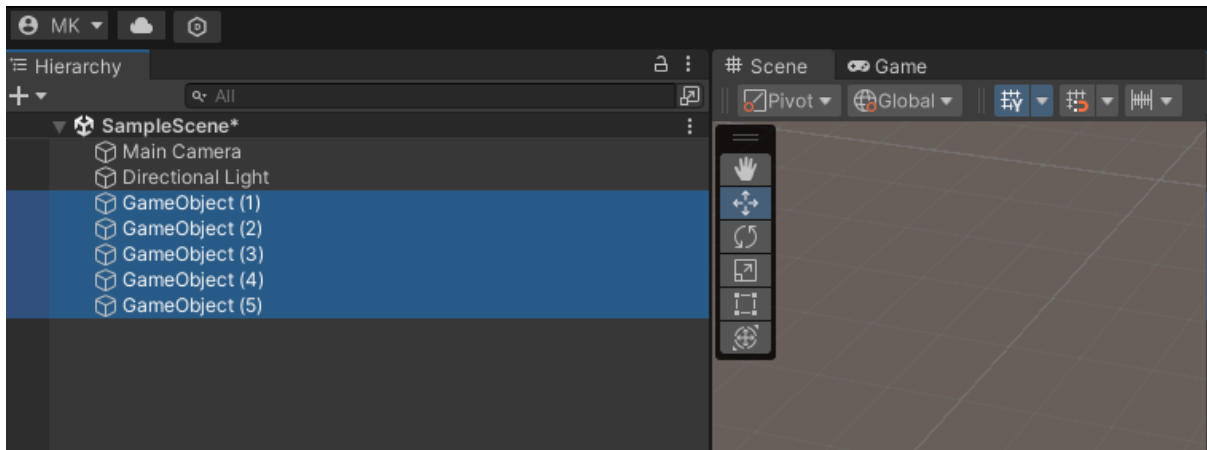 MK
Hierarchy
All
SampleScene*
Main Camera
Directional Light
GameObject (1)
GameObject (2)
GameObject (3)
GameObject (4)
GameObject (5)
Scene
Game
Pivot
Global